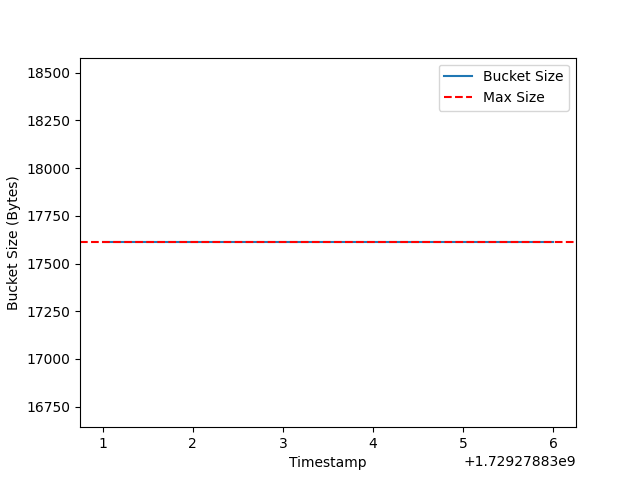 Bucket Size
Max Size
18500
18250
18000
17750
17500
17250
17000
16750
Bucket Size (Bytes)
1 2 3 4 5 6
Timestamp
+1.72927883e9